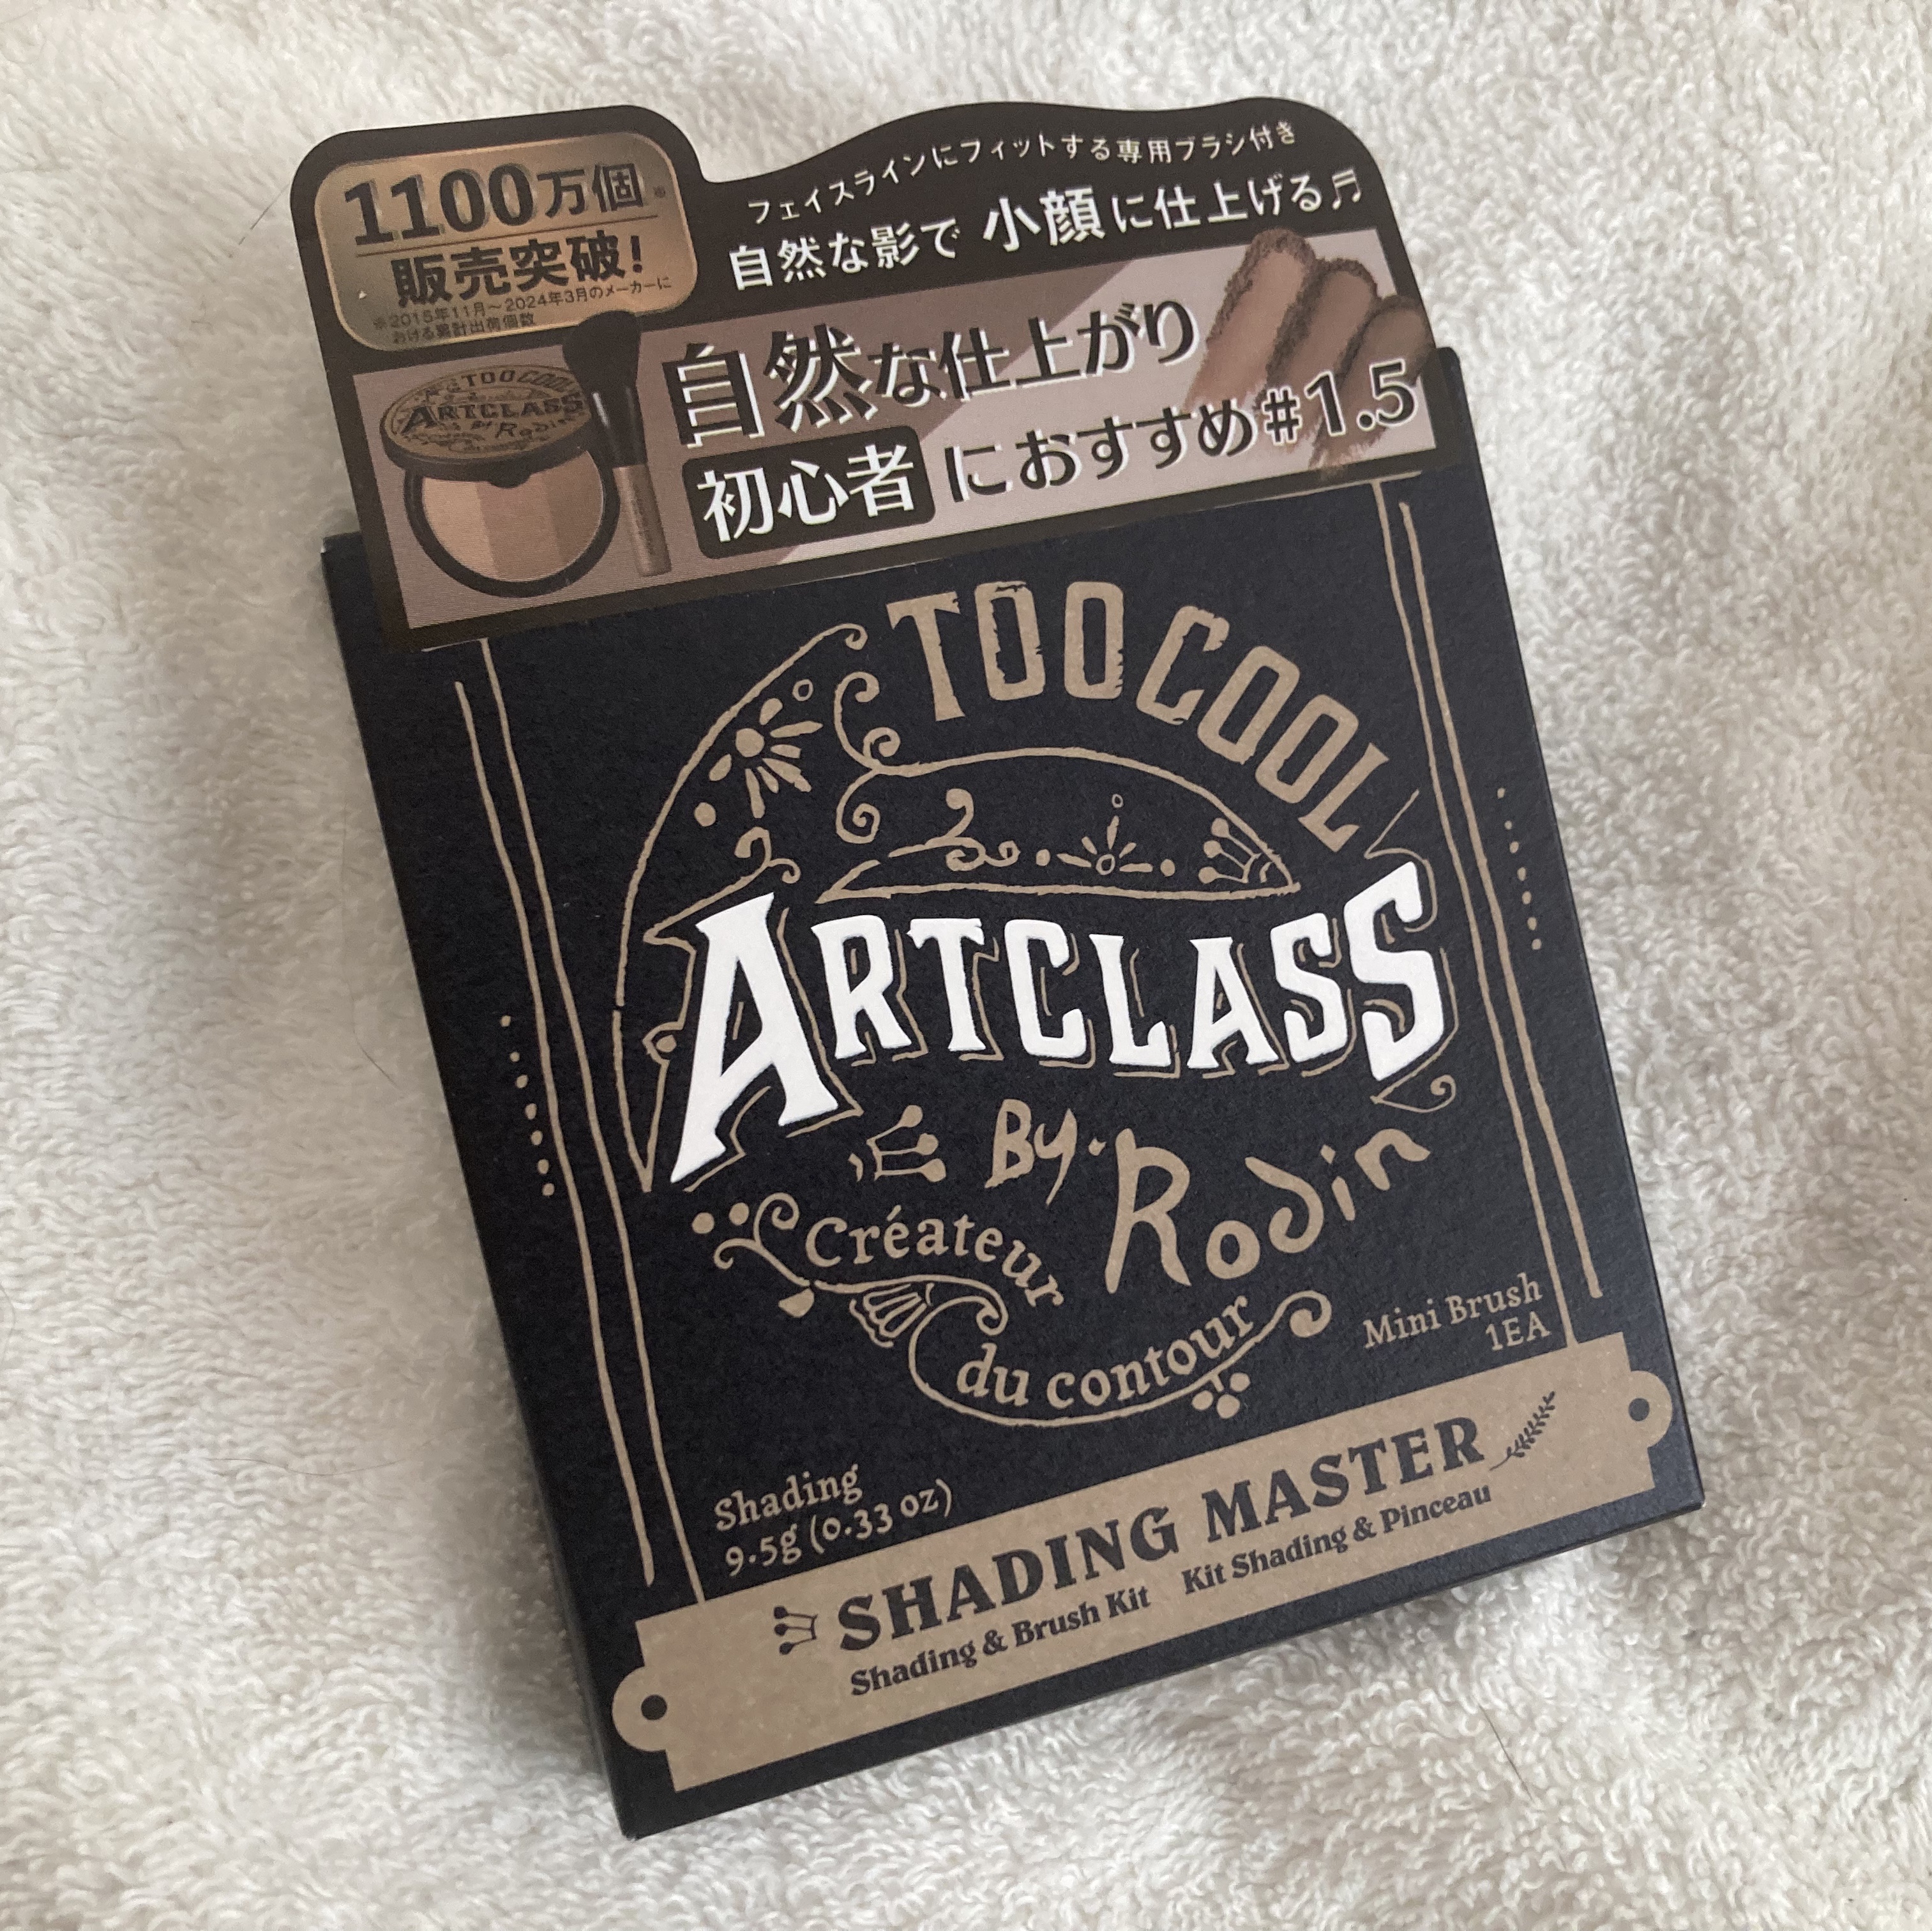 1100万個※
販売突破!
※2015年11月～2024年3月のメーカーに
おける累計出荷個数
フェイスラインにフィットする専用ブラシ付き
自然な影で 小顔に仕上げる♬
自然な仕上がり
初心者におすすめ#1.5
TOO COOL
ARTCLASS
By Rodin
TOO COOL
ARTCLASS
By Rodin
Créateur
du contour
Mini Brush
1EA
Shading
9.5g (0.33 oz)
SHADING MASTER
Shading & Brush Kit Kit Shading & Pinceau